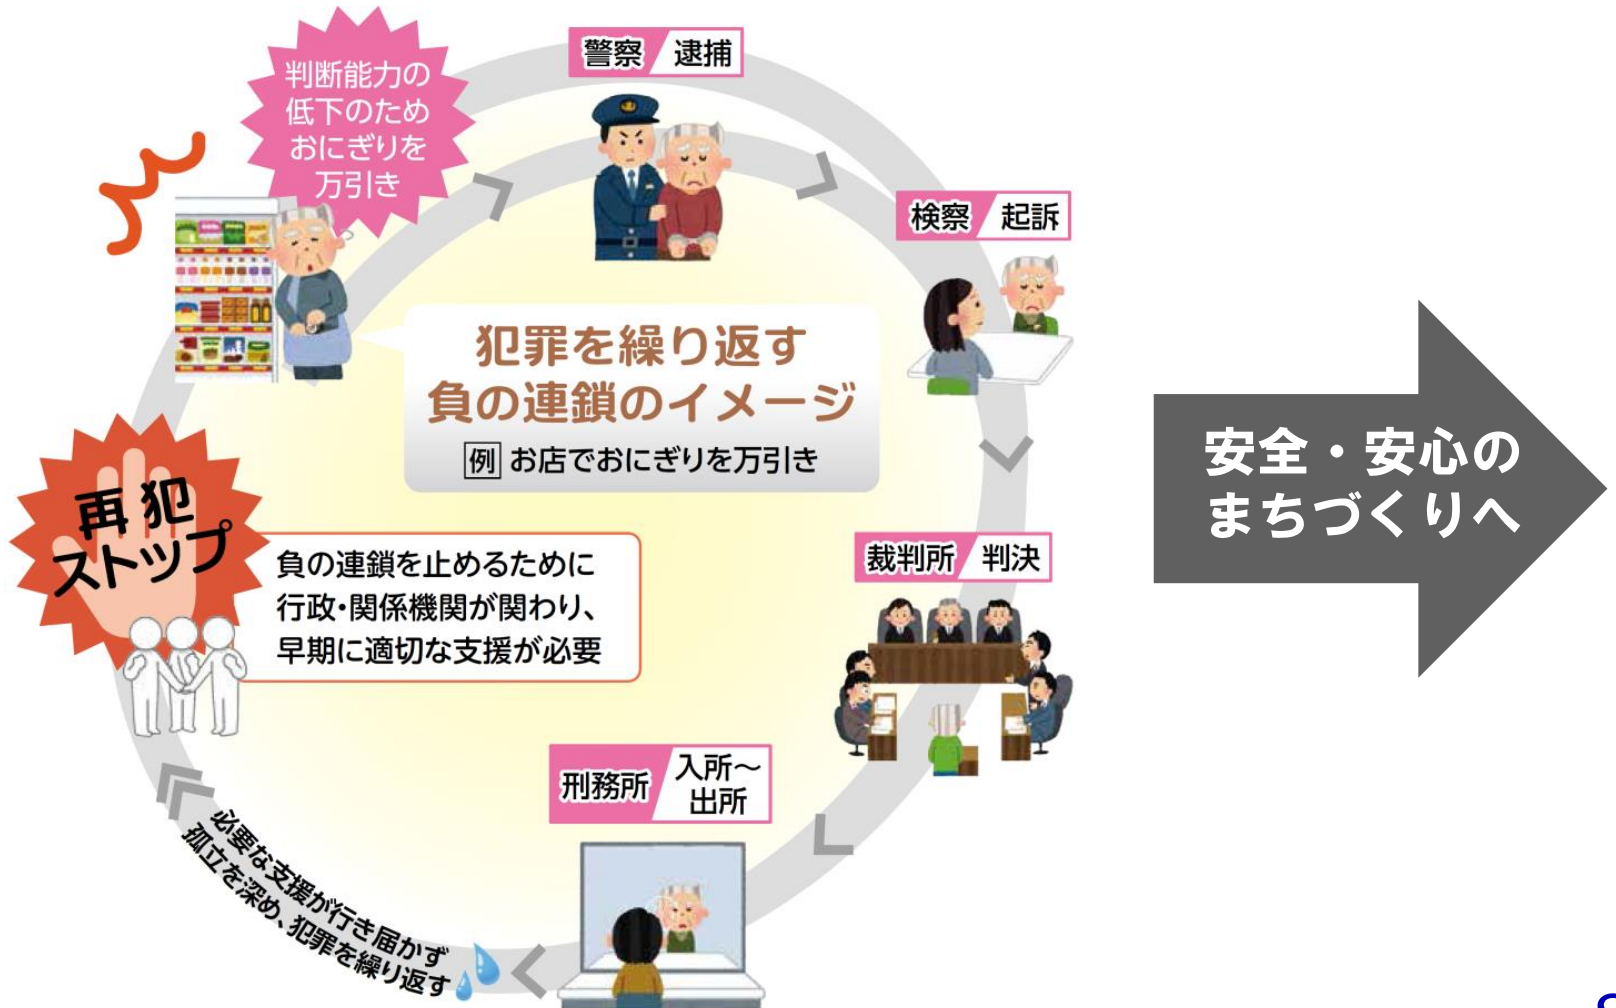 判断能力の
低下のため
おにぎりを
万引き
警察 逮捕
検察 起訴
犯罪を繰り返す
負の連鎖のイメージ
例 お店でおにぎりを万引き
安全・安心の
まちづくりへ
再犯
ストップ
負の連鎖を止めるために
行政・関係機関が関わり、
早期に適切な支援が必要
裁判所 判決
刑務所 入所～
出所
必要な支援が行き届かず
孤立を深め、犯罪を繰り返す